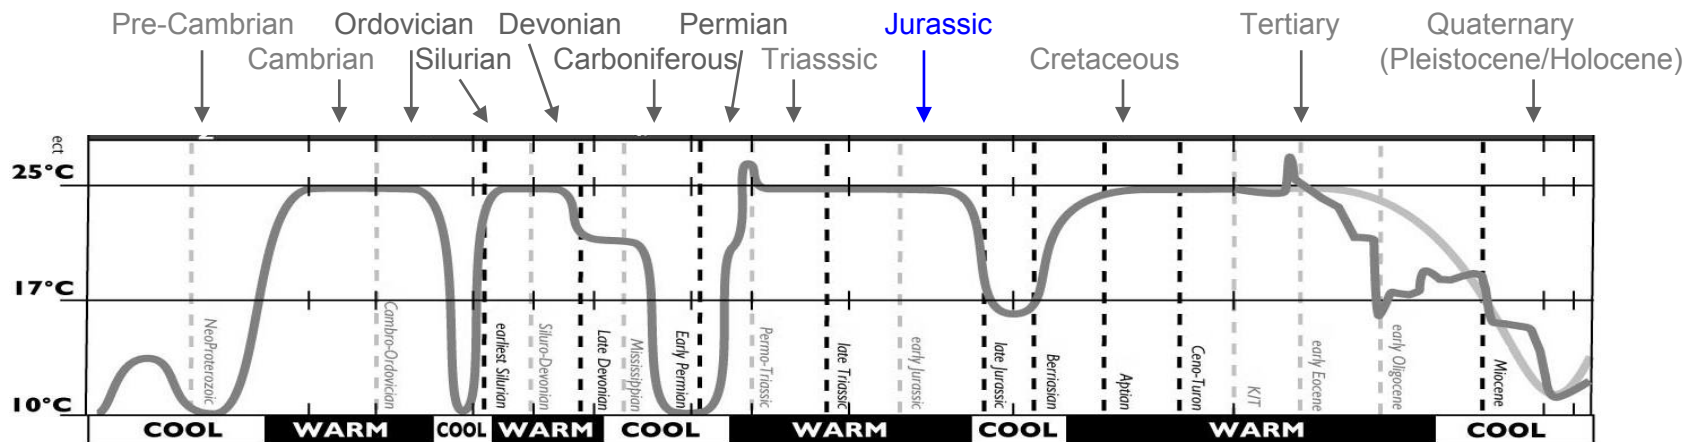 Pre-Cambrian Ordovician Devonian Permian Jurassic Tertiary Quaternary
Cambrian Silurian Carboniferous Triasssic Cretaceous (Pleistocene/Holocene)
ect
25°C
17°C
10°C
NeoProterozoic
Cambro-Ordovician
earliest Silurian
Siluro-Devonian
Late Devonian
Mississippian
Early Permian
Permo-Triassic
late Triassic
early Jurassic
late Jurassic
Berriasian
Aptian
Ceno-Turon
K/T
early Eocene
early Oligocene
Miocene
COOL WARM COOL WARM COOL WARM COOL WARM COOL